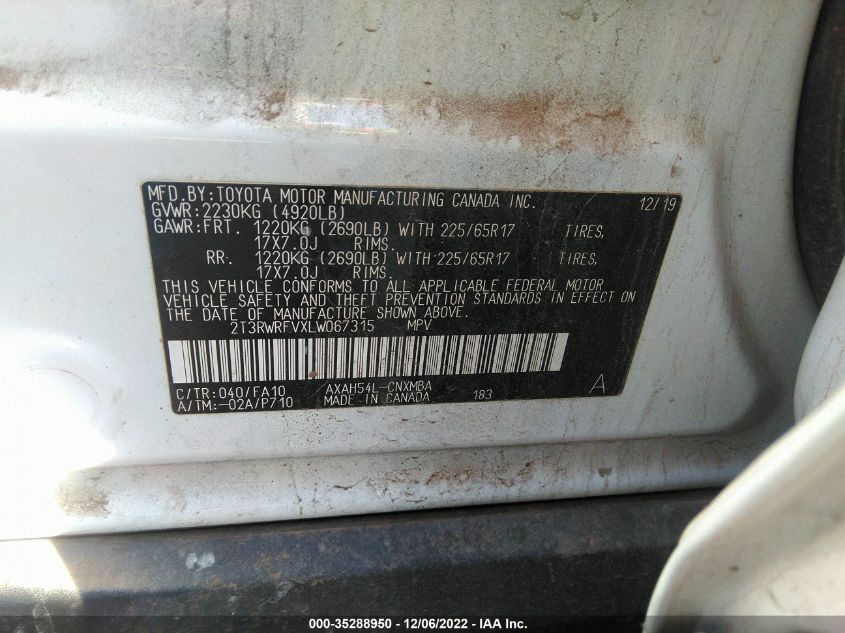 MFD. BY: TOYOTA MOTOR MANUFACTURING CANADA INC. 12/19
GVWR: 2230KG (4920LB)
GAWR: FRT. 1220KG (2690LB) WITH 225/65R17 TIRES,
17X7.0J RIMS.
RR. 1220KG (2690LB) WITH 225/65R17 TIRES,
17X7.0J RIMS.
THIS VEHICLE CONFORMS TO ALL APPLICABLE FEDERAL MOTOR
VEHICLE SAFETY AND THEFT PREVENTION STANDARDS IN EFFECT ON
THE DATE OF MANUFACTURE SHOWN ABOVE.
2T3RWRFVXLW067315 MPV
C/TR: 040/FA10 AXAH54L-CNXMBA A
A/TM: -02A/P710 MADE IN CANADA 183
000-35288950 - 12/06/2022 - IAA Inc.